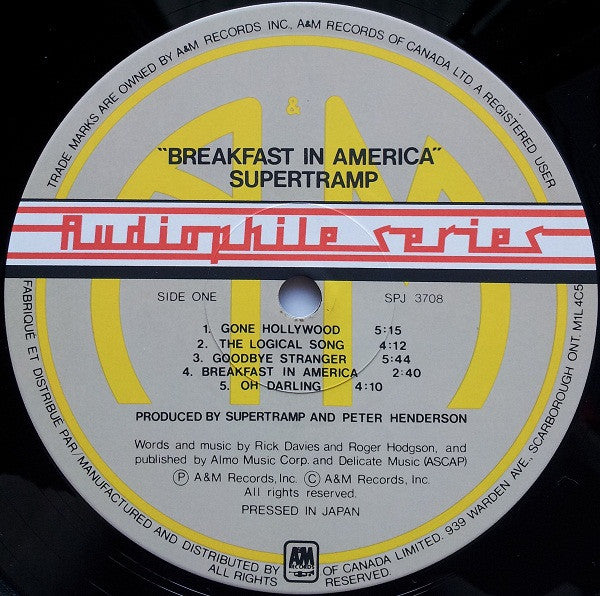 TRADE MARKS ARE OWNED BY A&M RECORDS INC., A&M RECORDS OF CANADA LTD. A REGISTERED USER
&
"BREAKFAST IN AMERICA"
SUPERTRAMP
Audiophile series
SIDE ONE SPJ 3708
1. GONE HOLLYWOOD 5:15
2. THE LOGICAL SONG 4:12
3. GOODBYE STRANGER 5:44
4. BREAKFAST IN AMERICA 2:40
5. OH DARLING 4:10
PRODUCED BY SUPERTRAMP AND PETER HENDERSON
Words and music by Rick Davies and Roger Hodgson, and
published by Almo Music Corp. and Delicate Music (ASCAP)
Ⓟ A&M Records, Inc. Ⓒ A&M Records, Inc.
All rights reserved.
PRESSED IN JAPAN
FABRIQUÉ ET DISTRIBUE PAR/MANUFACTURED AND DISTRIBUTED BY A&M RECORDS OF CANADA LIMITED. 939 WARDEN AVE., SCARBOROUGH ONT. M1L 4C5
ALL RIGHTS RESERVED.